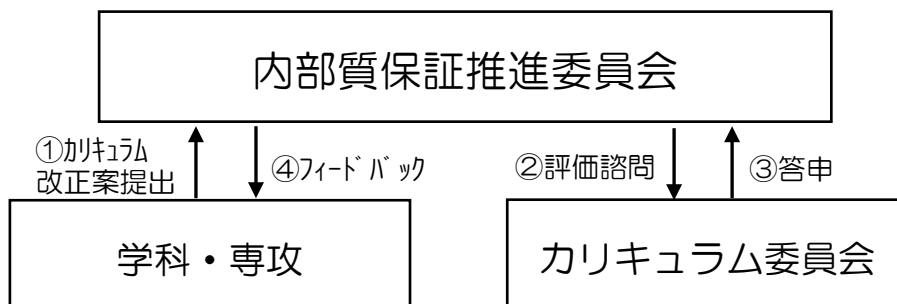 内部質保証推進委員会
①ｶﾘｷｭﾗﾑ
改正案提出
④ﾌｨｰﾄﾞﾊﾞｯｸ
②評価諮問
③答申
学科・専攻
カリキュラム委員会